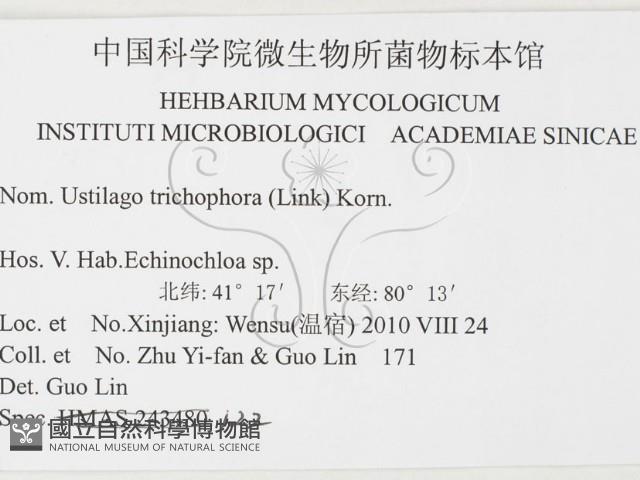 中国科学院微生物所菌物标本馆
HEHBARIUM MYCOLOGICUM
INSTITUTI MICROBIOLOGICI ACADEMIAE SINICAE
Nom. Ustilago trichophora (Link) Korn.
Hos. V. Hab.Echinochloa sp.
北纬: 41° 17′ 东经: 80° 13′
Loc. et No.Xinjiang: Wensu(温宿) 2010 VIII 24
Coll. et No. Zhu Yi-fan & Guo Lin 171
Det. Guo Lin
Spec. HMAS 243480
國立自然科學博物館
NATIONAL MUSEUM OF NATURAL SCIENCE